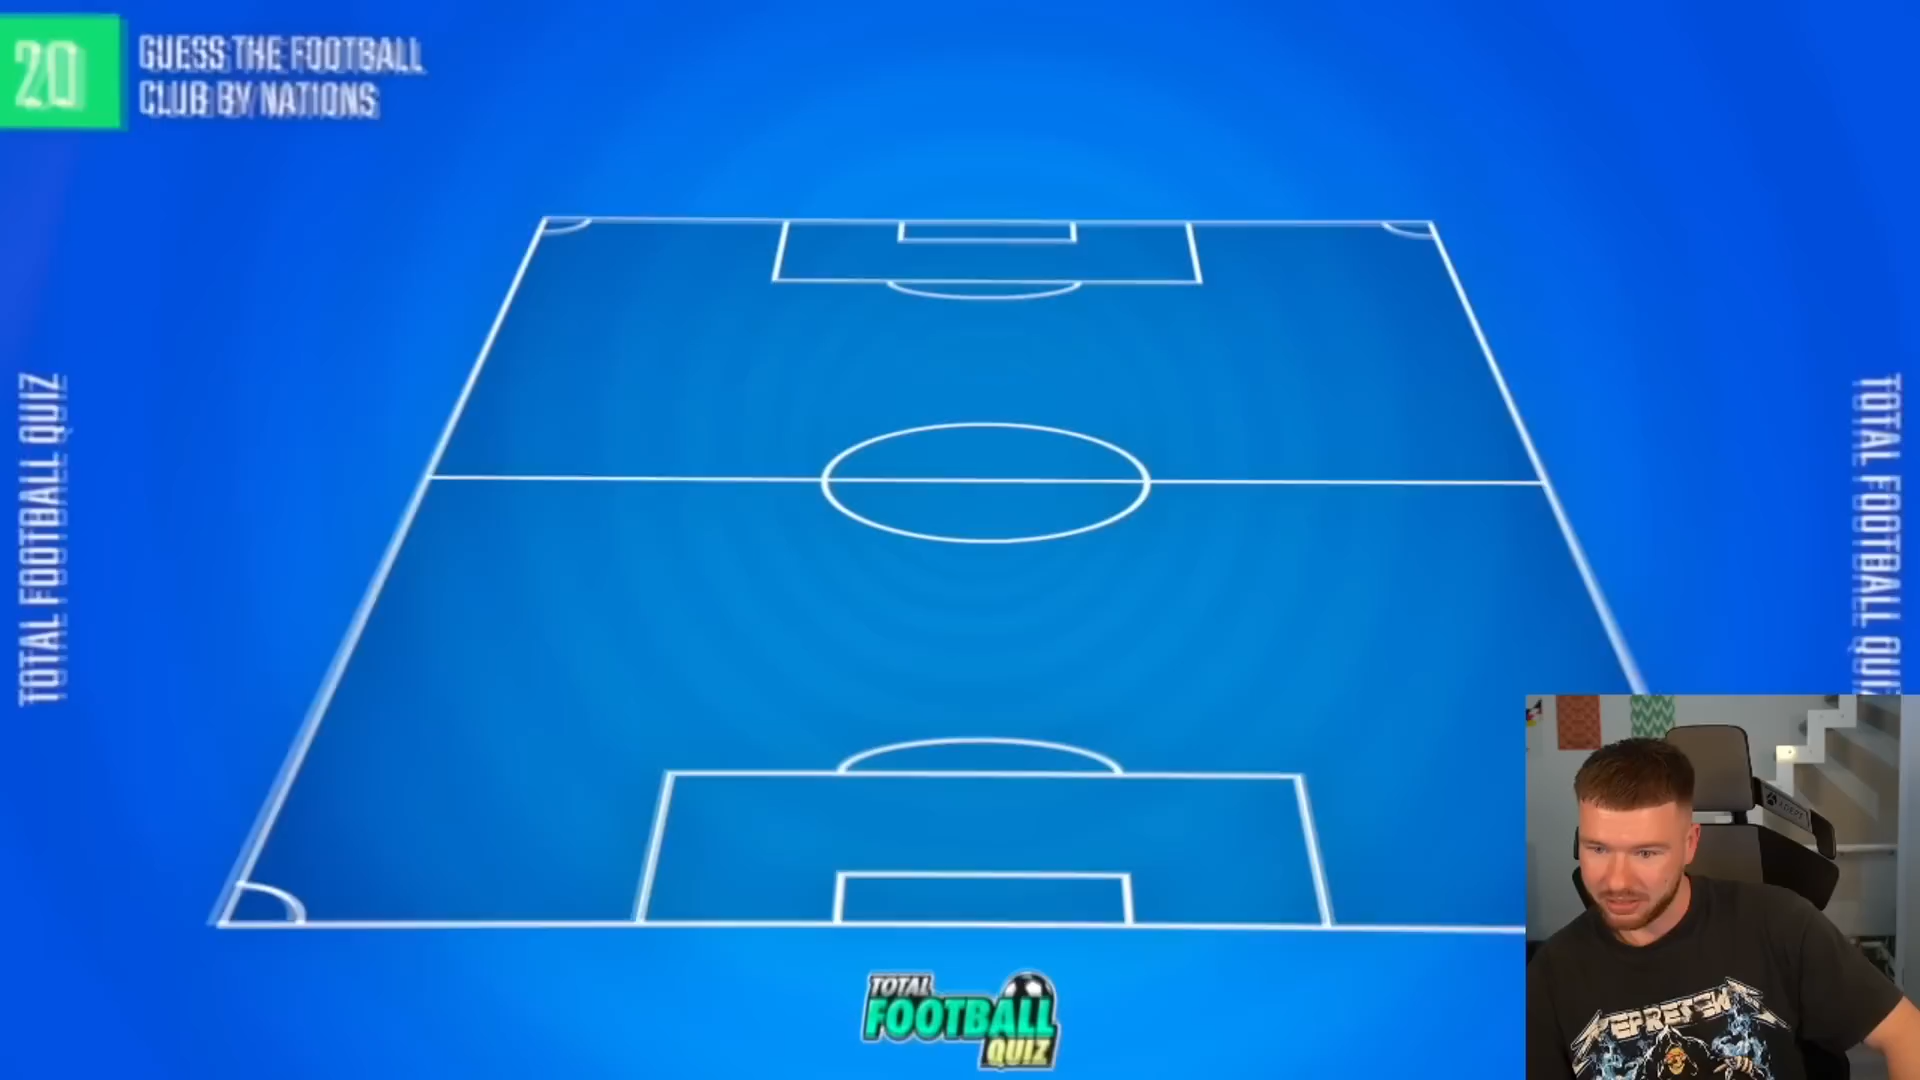 20
GUESS THE FOOTBALL
CLUB BY NATIONS
TOTAL FOOTBALL QUIZ
TOTAL FOOTBALL QUIZ
TOTAL
FOOTBALL
QUIZ